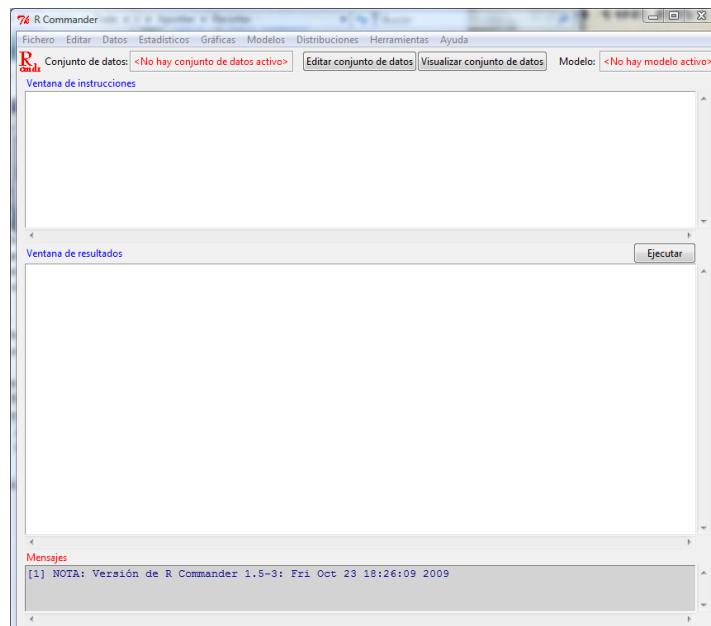 R Commander
Fichero Editar Datos Estadísticos Gráficas Modelos Distribuciones Herramientas Ayuda
R cmdr Conjunto de datos: <No hay conjunto de datos activo> Editar conjunto de datos Visualizar conjunto de datos Modelo: <No hay modelo activo>
Ventana de instrucciones
Ventana de resultados Ejecutar
Mensajes
[1] NOTA: Versión de R Commander 1.5-3: Fri Oct 23 18:26:09 2009